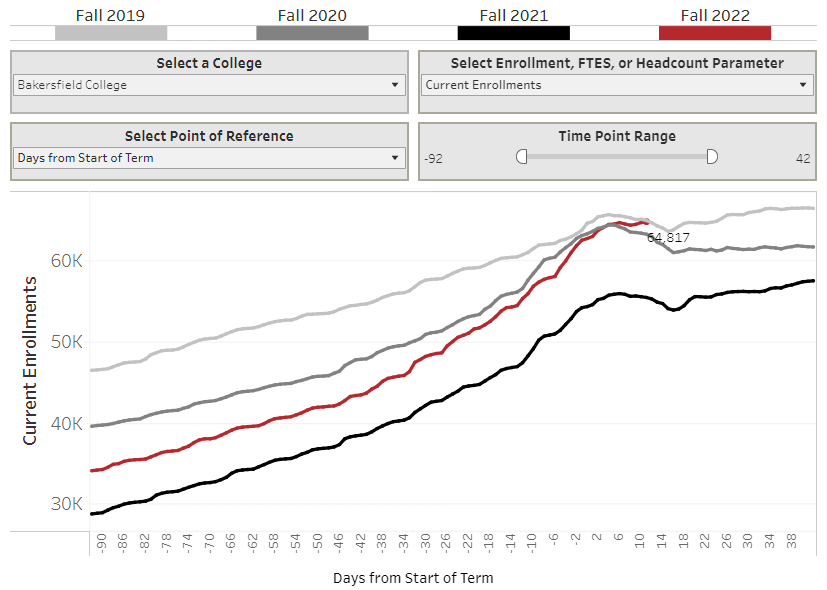 Fall 2019 Fall 2020 Fall 2021 Fall 2022
Select a College
Bakersfield College
Select Enrollment, FTES, or Headcount Parameter
Current Enrollments
Select Point of Reference
Days from Start of Term
Time Point Range
-92 42
Current Enrollments
60K
50K
40K
30K
64,817
-90 -86 -82 -78 -74 -70 -66 -62 -58 -54 -50 -46 -42 -38 -34 -30 -26 -22 -18 -14 -10 -6 -2 2 6 10 14 18 22 26 30 34 38
Days from Start of Term